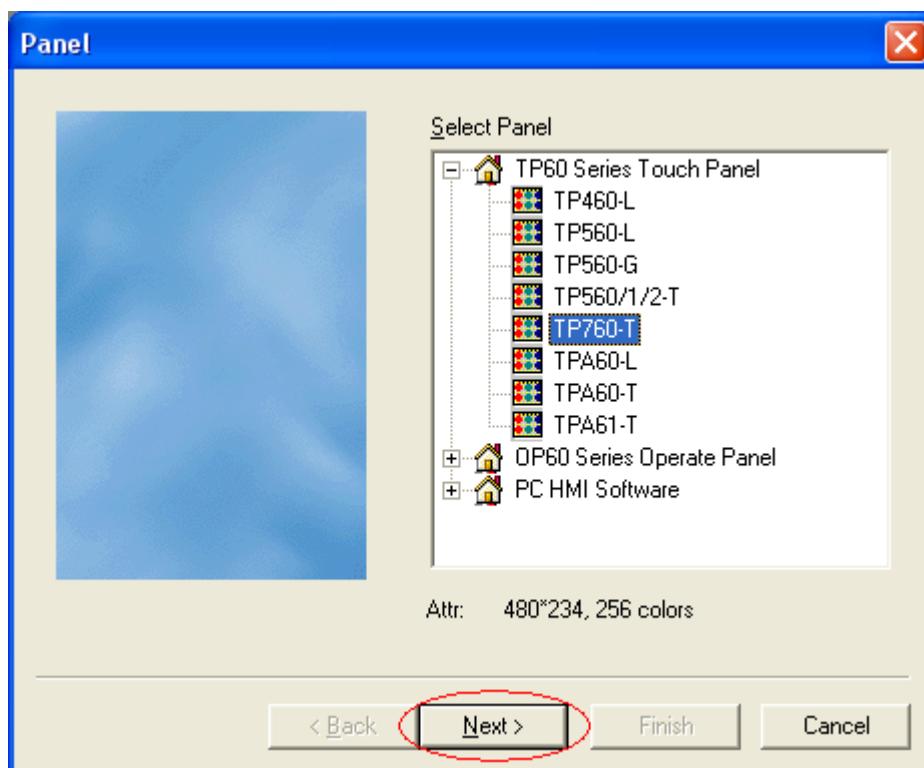 Panel
Select Panel
TP60 Series Touch Panel
TP460-L
TP560-L
TP560-G
TP560/1/2-T
TP760-T
TPA60-L
TPA60-T
TPA61-T
OP60 Series Operate Panel
PC HMI Software
Attr: 480*234, 256 colors
< Back Next > Finish Cancel